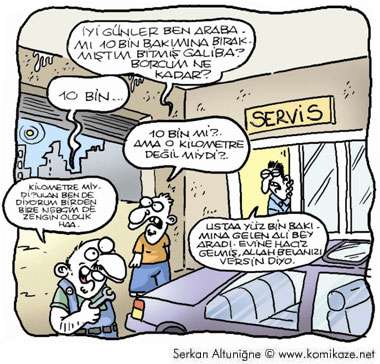 İYİ GÜNLER BEN ARABA-
MI 10 BİN BAKIMINA BIRAK-
MIŞTIM BİTMİŞ GALİBA?
BORCUM NE
KADAR?
10 BİN...
10 BİN Mİ?.
AMA O KİLOMETRE
DEĞİL MİYDİ?.
SERVİS
KİLOMETRE MİY-
Dİ? ULAN BEN DE
DİYORUM BİRDEN
BİRE NEBÇİM DE
ZENGİN OLDUK
HAA.
USTAA YÜZ BİN BAKI-
MINA GELEN ALİ BEY
ARADI. EVİNE HACİZ
GELMİŞ, ALLAH BELANIZI
VERSİN DİYO.
Serkan Altuniğne © www.komikaze.net